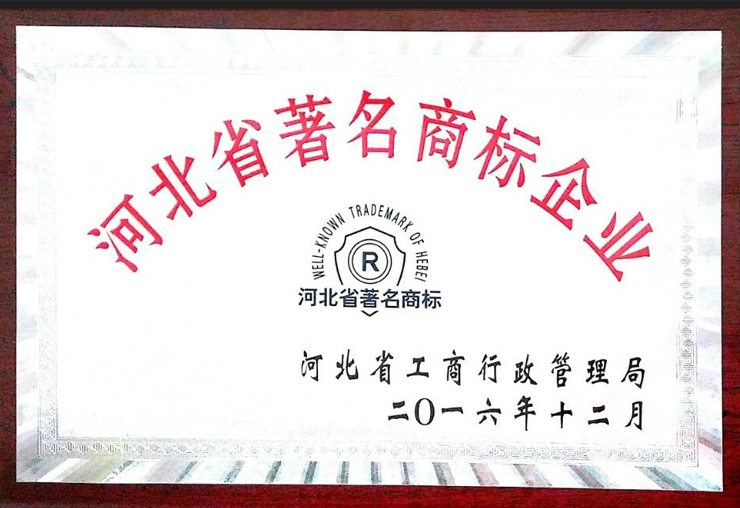 河北省著名商标企业
WELL-KNOWN TRADEMARK OF HEBEI
R
河北省著名商标
河北省工商行政管理局
二〇一六年十二月